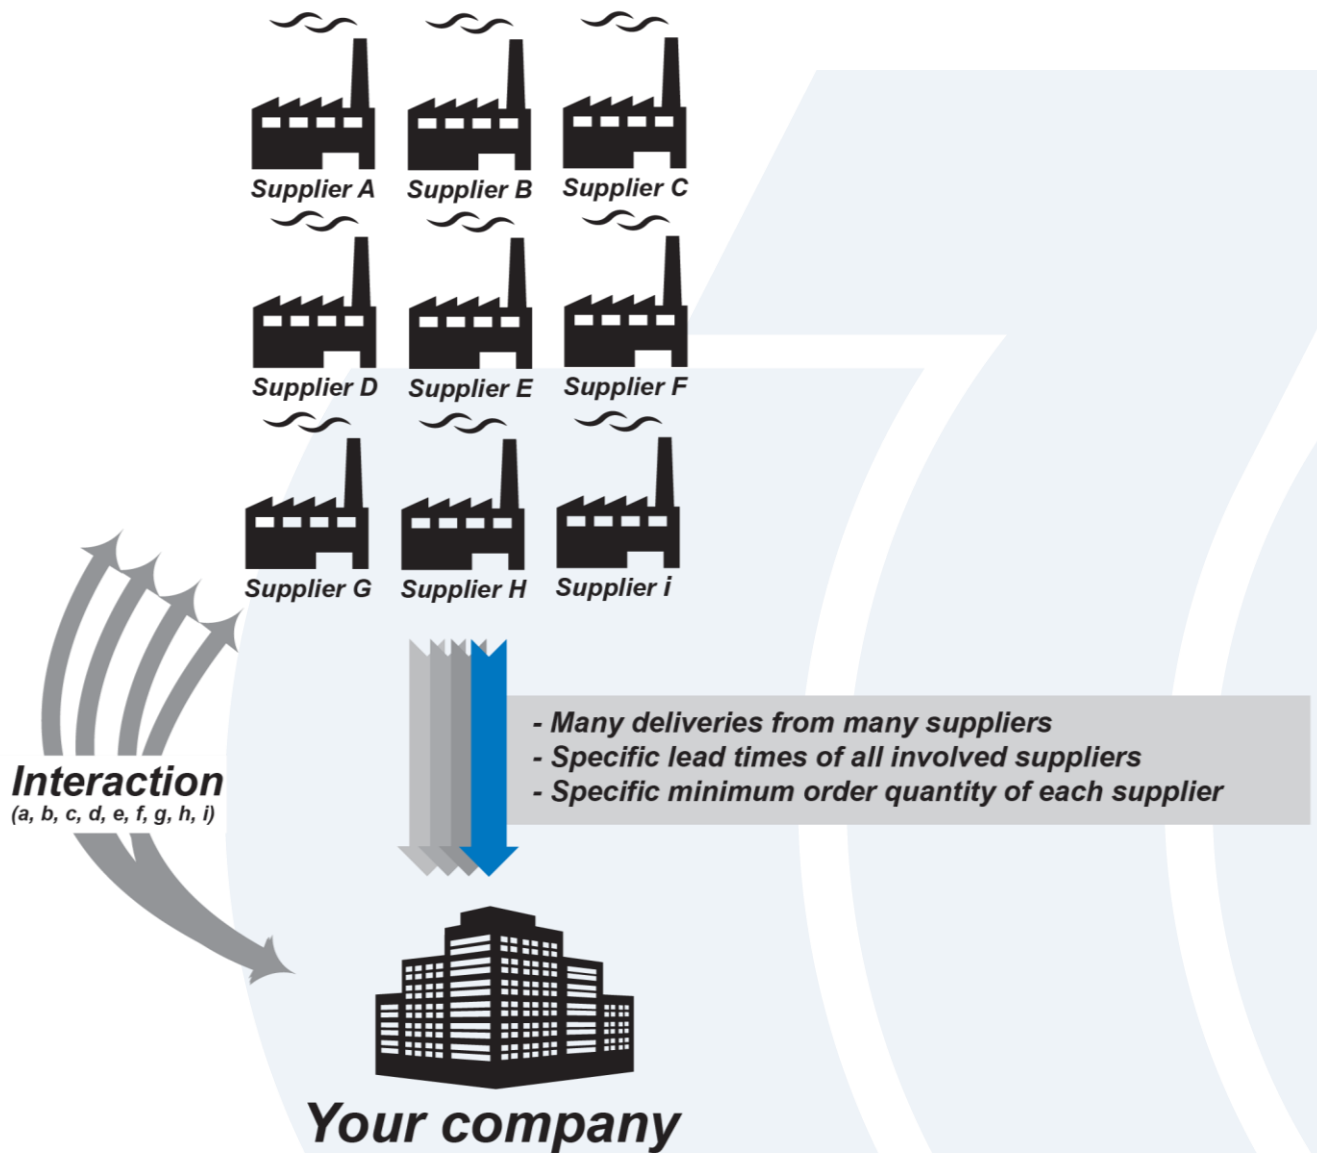 Supplier A
Supplier B
Supplier C
Supplier D
Supplier E
Supplier F
Supplier G
Supplier H
Supplier i
- Many deliveries from many suppliers
- Specific lead times of all involved suppliers
- Specific minimum order quantity of each supplier
Interaction
(a, b, c, d, e, f, g, h, i)
Your company